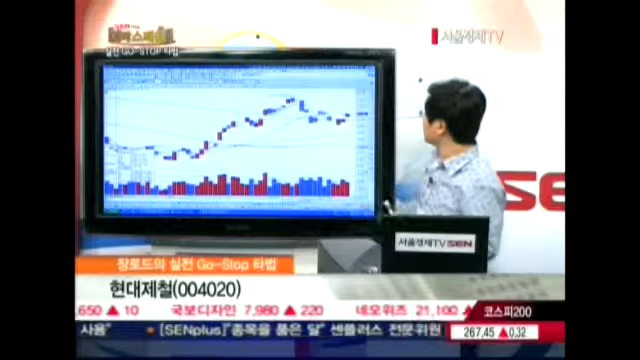 실전 GO-STOP 타법
서울경제TV
SEN
서울경제TV SEN
장로드의 실전 Go-Stop 타법
현대제철(004020)
코스피200
650 ▲ 10 국보디자인 7,980 ▲ 220 네오위즈 21,100
267.45 ▲0.32
사용" • [SENplus]"종목을 품은 달" 센플러스 전문위원